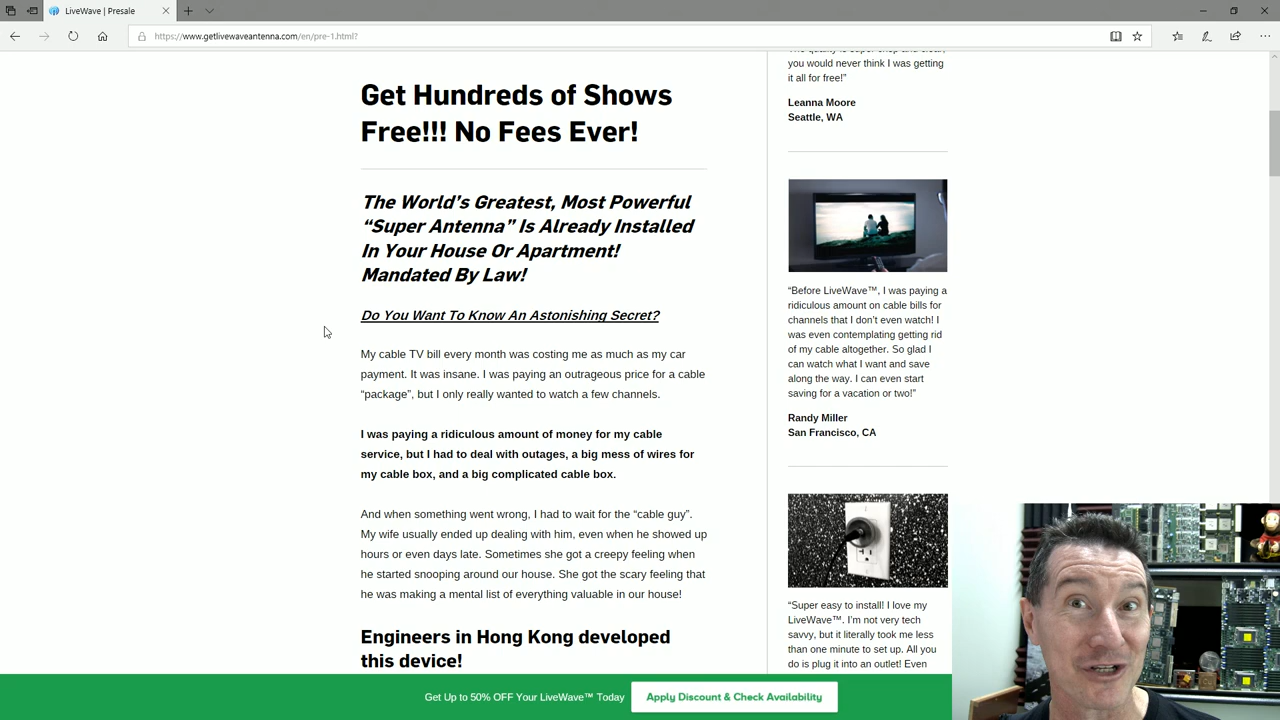 LiveWave | Presale
https://www.getlivewaveantenna.com/en/pre-1.html?
Get Hundreds of Shows
Free!!! No Fees Ever!
The World's Greatest, Most Powerful
“Super Antenna” Is Already Installed
In Your House Or Apartment!
Mandated By Law!
Do You Want To Know An Astonishing Secret?
My cable TV bill every month was costing me as much as my car
payment. It was insane. I was paying an outrageous price for a cable
“package”, but I only really wanted to watch a few channels.
I was paying a ridiculous amount of money for my cable
service, but I had to deal with outages, a big mess of wires for
my cable box, and a big complicated cable box.
And when something went wrong, I had to wait for the “cable guy”.
My wife usually ended up dealing with him, even when he showed up
hours or even days late. Sometimes she got a creepy feeling when
he started snooping around our house. She got the scary feeling that
he was making a mental list of everything valuable in our house!
Engineers in Hong Kong developed
this device!
you would never think I was getting
it all for free!”
Leanna Moore
Seattle, WA
“Before LiveWave™, I was paying a
ridiculous amount on cable bills for
channels that I don't even watch! I
was even contemplating getting rid
of my cable altogether. So glad I
can watch what I want and save
along the way. I can even start
saving for a vacation or two!”
Randy Miller
San Francisco, CA
“Super easy to install! I love my
LiveWave™. I'm not very tech
savvy, but it literally took me less
than one minute to set up. All you
do is plug it into an outlet! Even
Get Up to 50% OFF Your LiveWave™ Today
Apply Discount & Check Availability